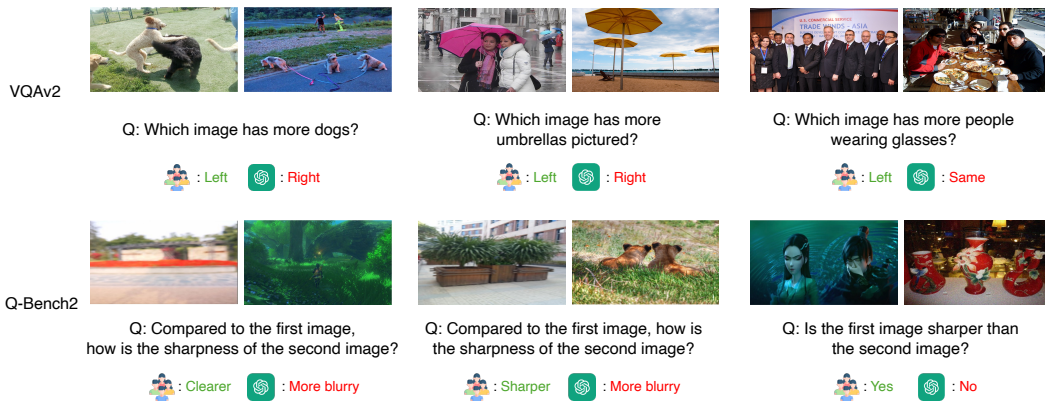 VQAv2
U.S. COMMERCIAL SERVICE
TRADE WINDS - ASIA
Q: Which image has more dogs?
Q: Which image has more
umbrellas pictured?
Q: Which image has more people
wearing glasses?
: Left : Right
: Left : Right
: Left : Same
Q-Bench2
Q: Compared to the first image,
how is the sharpness of the second image?
Q: Compared to the first image, how is
the sharpness of the second image?
Q: Is the first image sharper than
the second image?
: Clearer : More blurry
: Sharper : More blurry
: Yes : No